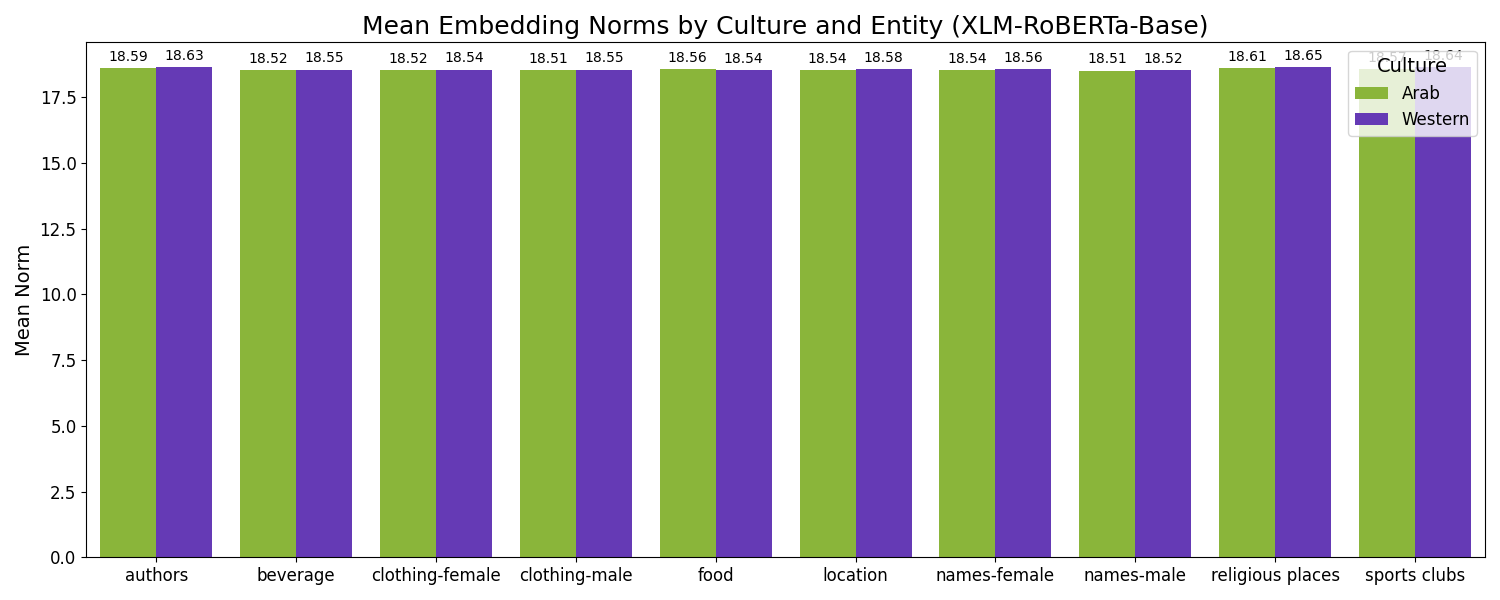 Mean Embedding Norms by Culture and Entity (XLM-RoBERTa-Base)
18.59 18.63 18.52 18.55 18.52 18.54 18.51 18.55 18.56 18.54 18.54 18.58 18.54 18.56 18.51 18.52 18.61 18.65 18.64
Culture
Arab
Western
Mean Norm
17.5
15.0
12.5
10.0
7.5
5.0
2.5
0.0
authors beverage clothing-female clothing-male food location names-female names-male religious places sports clubs